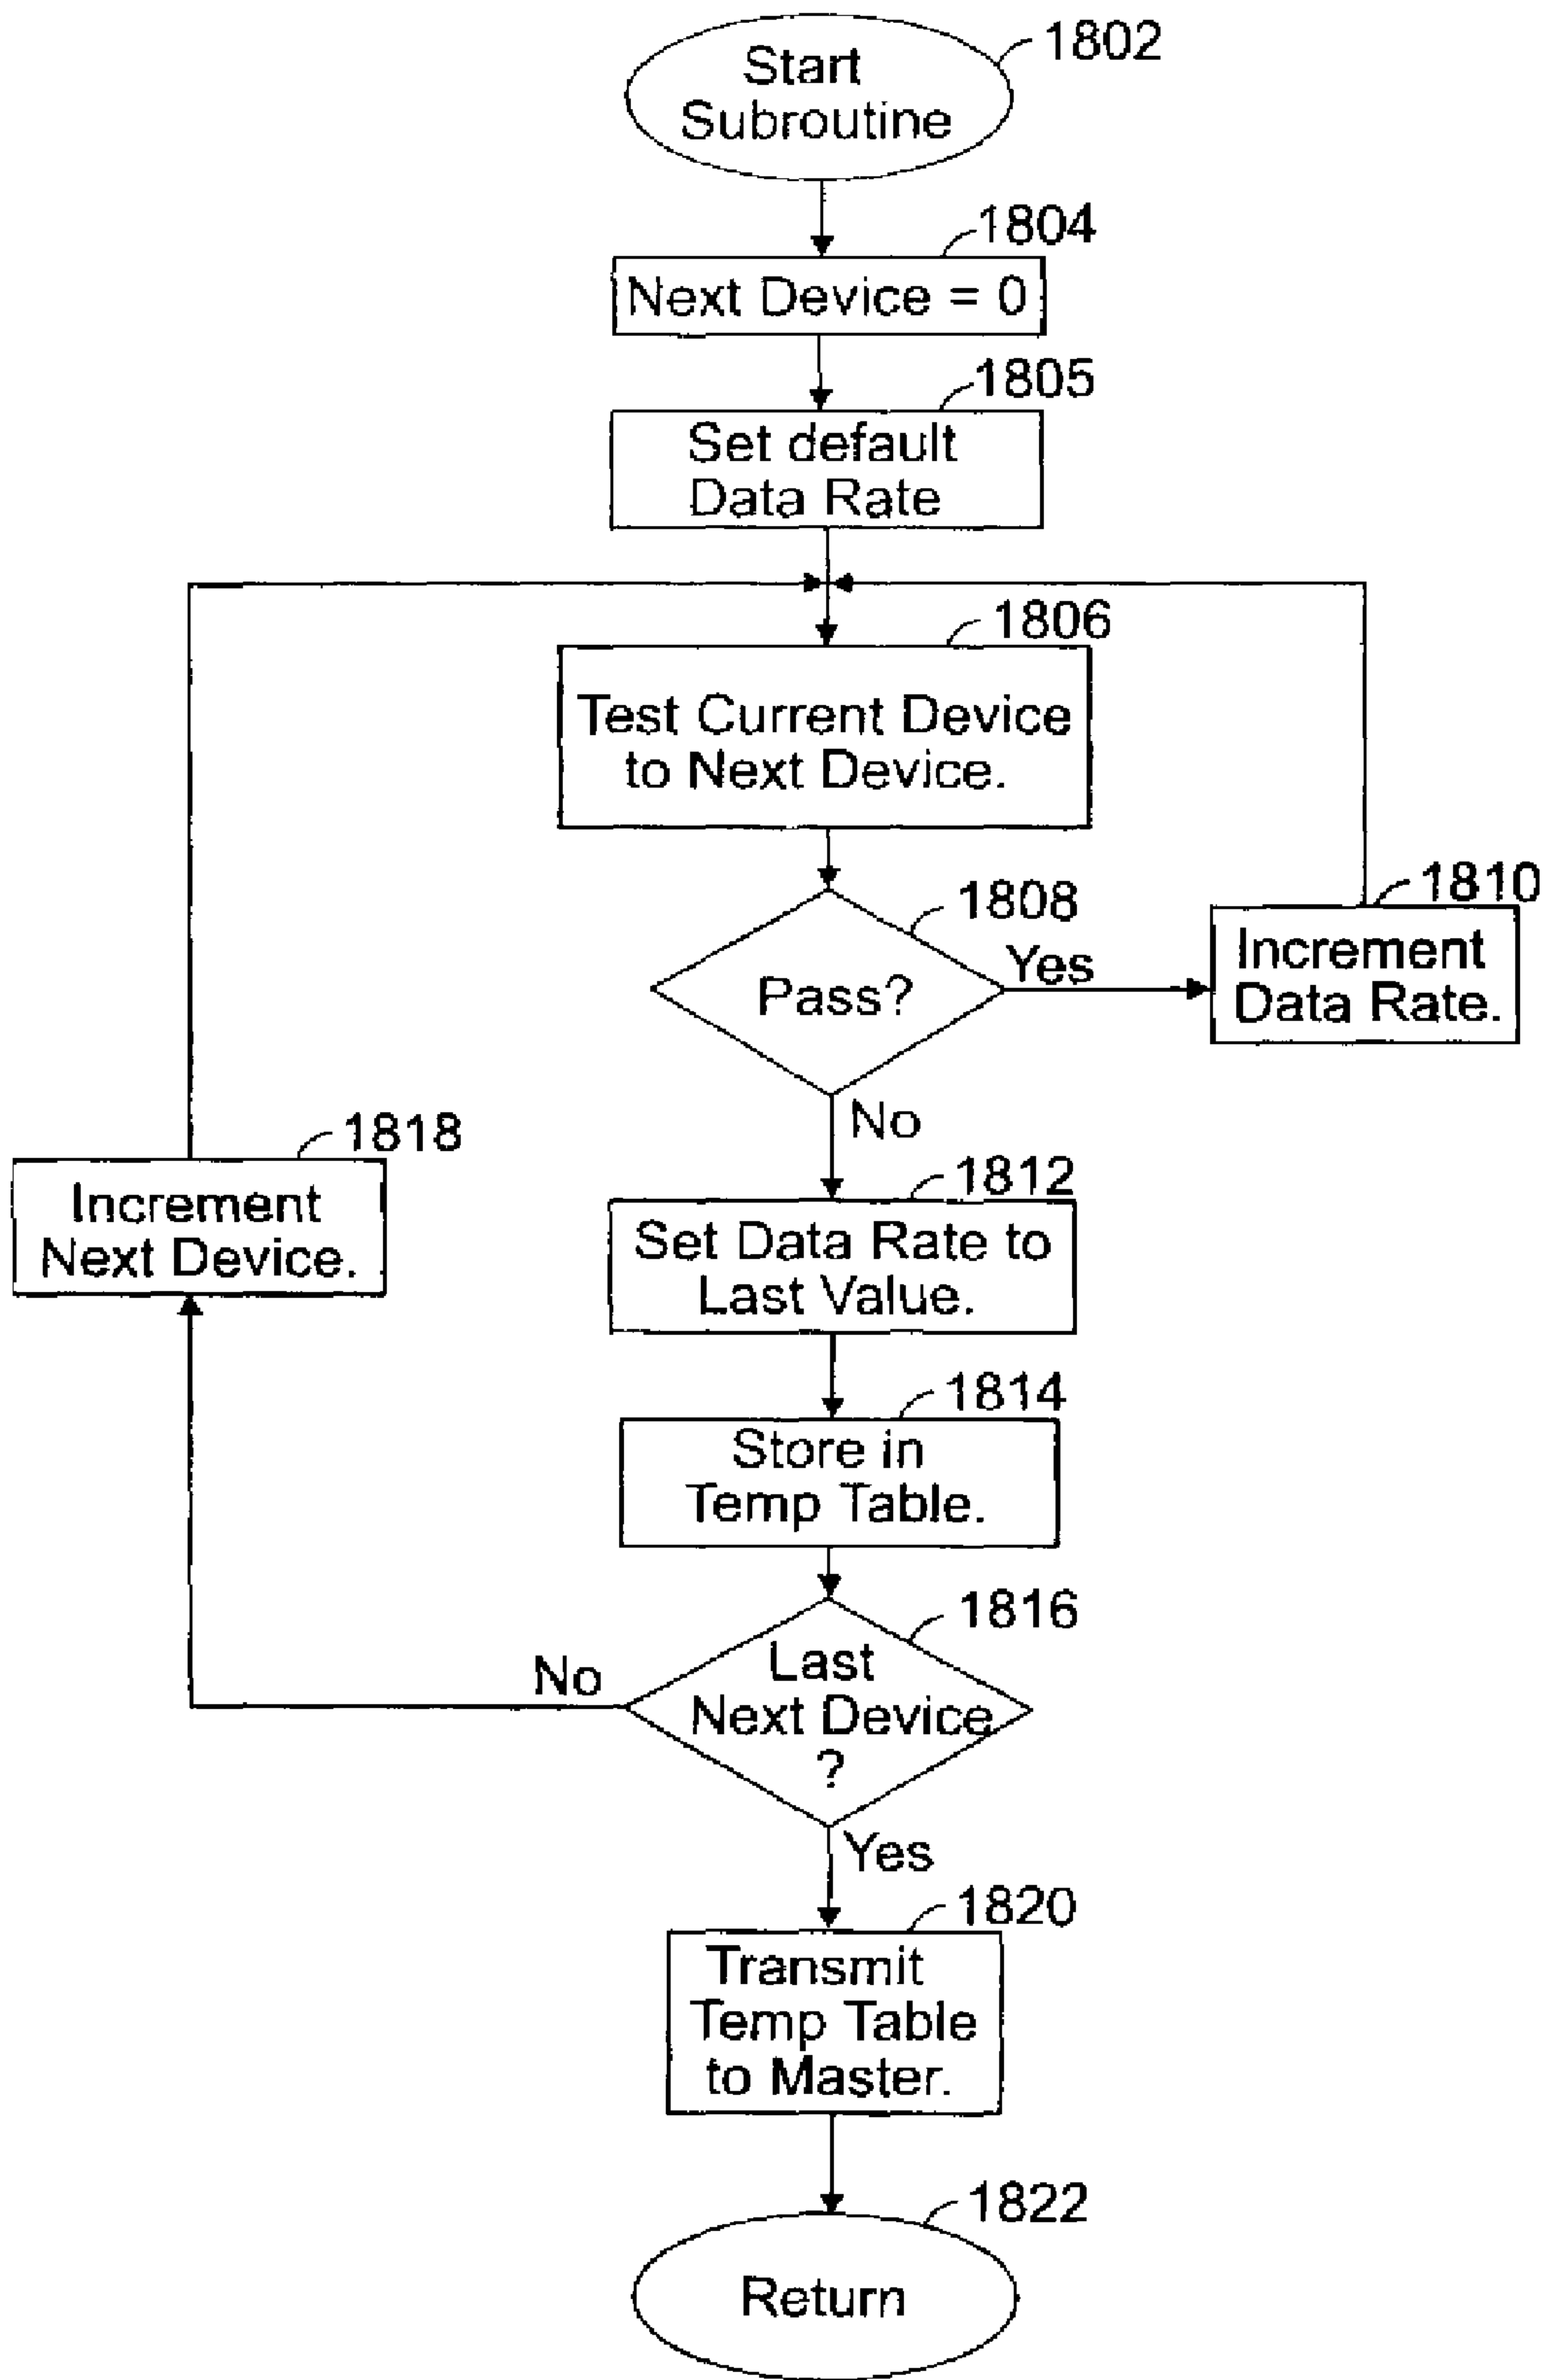 1802
Start
Subroutine
1804
Next Device = 0
1805
Set default
Data Rate
1806
Test Current Device
to Next Device.
1808
Pass?
Yes
1810
Increment
Data Rate.
No
1818
Increment
Next Device.
1812
Set Data Rate to
Last Value.
1814
Store in
Temp Table.
1816
Last
Next Device
?
No
Yes
1820
Transmit
Temp Table
to Master.
1822
Return